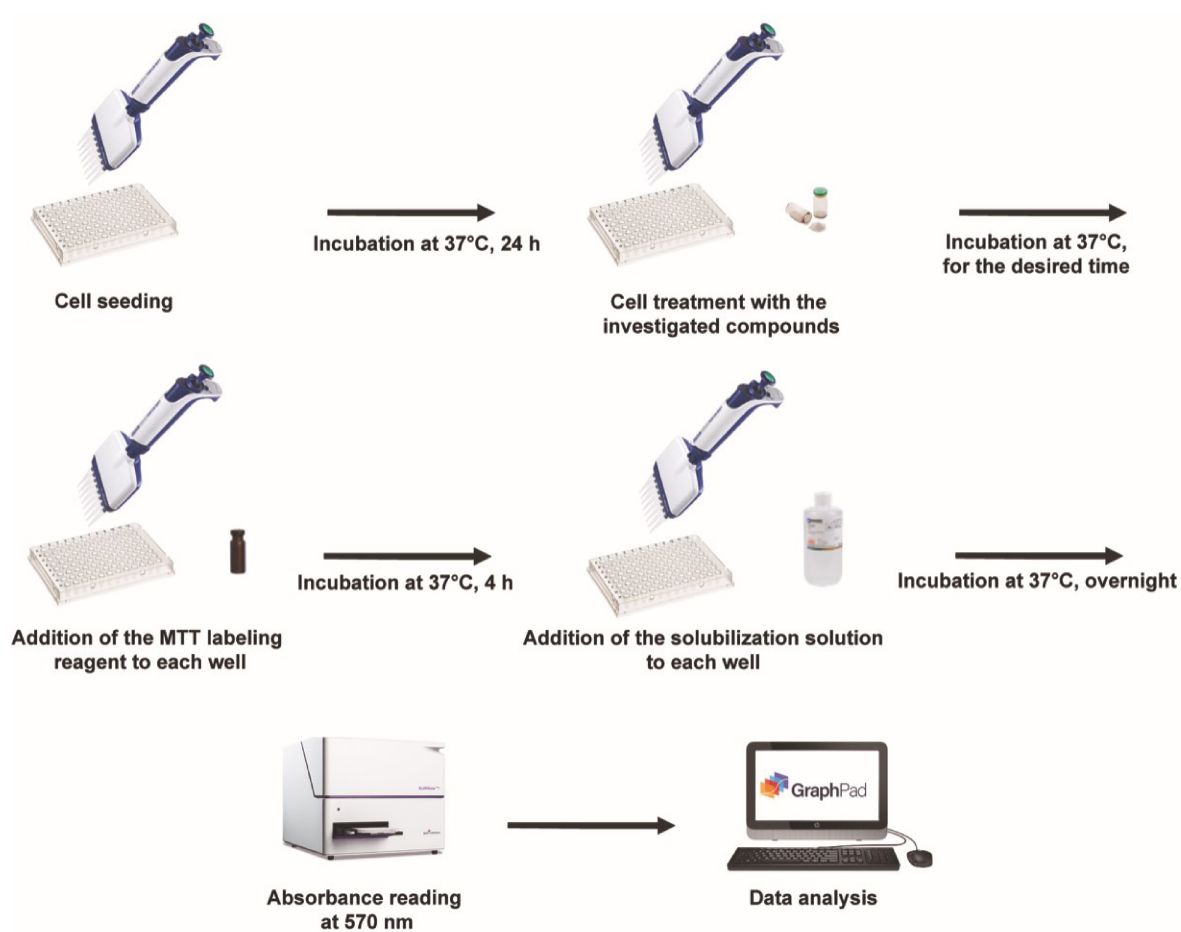 Incubation at 37°C, 24 h
Incubation at 37°C,
for the desired time
Cell seeding
Cell treatment with the
investigated compounds
Incubation at 37°C, 4 h
Incubation at 37°C, overnight
Addition of the MTT labeling
reagent to each well
Addition of the solubilization solution
to each well
GraphPad
Absorbance reading
at 570 nm
Data analysis